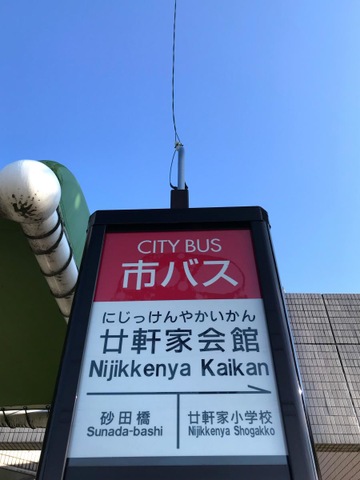 CITY BUS
市バス
にじっけんやかいかん
廿軒家会館
Nijikkenya Kaikan
砂田橋
Sunada-bashi
廿軒家小学校
Nijikkenya Shogakko